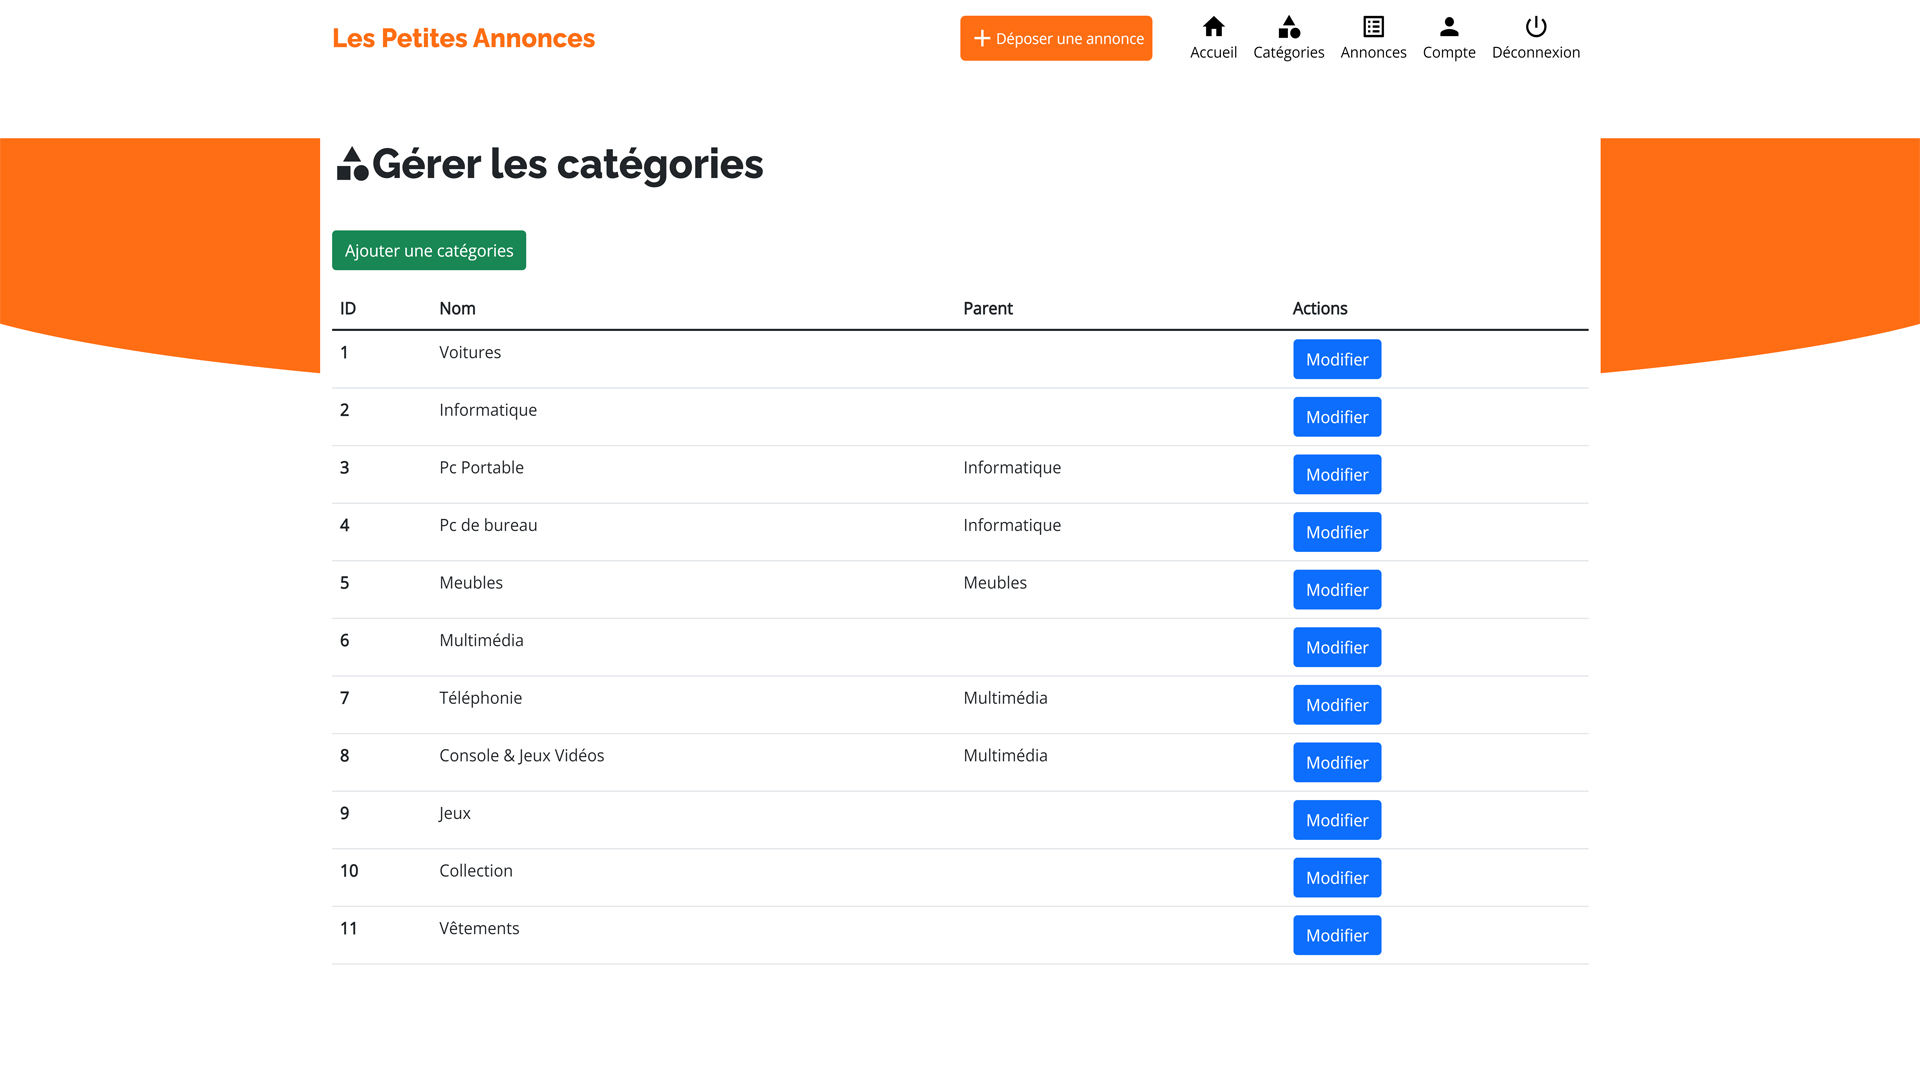 Les Petites Annonces
Déposer une annonce
Accueil Catégories Annonces Compte Déconnexion
Gérer les catégories
Ajouter une catégories
ID Nom Parent Actions
1 Voitures Modifier
2 Informatique Modifier
3 Pc Portable Informatique Modifier
4 Pc de bureau Informatique Modifier
5 Meubles Meubles Modifier
6 Multimédia Modifier
7 Téléphonie Multimédia Modifier
8 Console & Jeux Vidéos Multimédia Modifier
9 Jeux Modifier
10 Collection Modifier
11 Vêtements Modifier